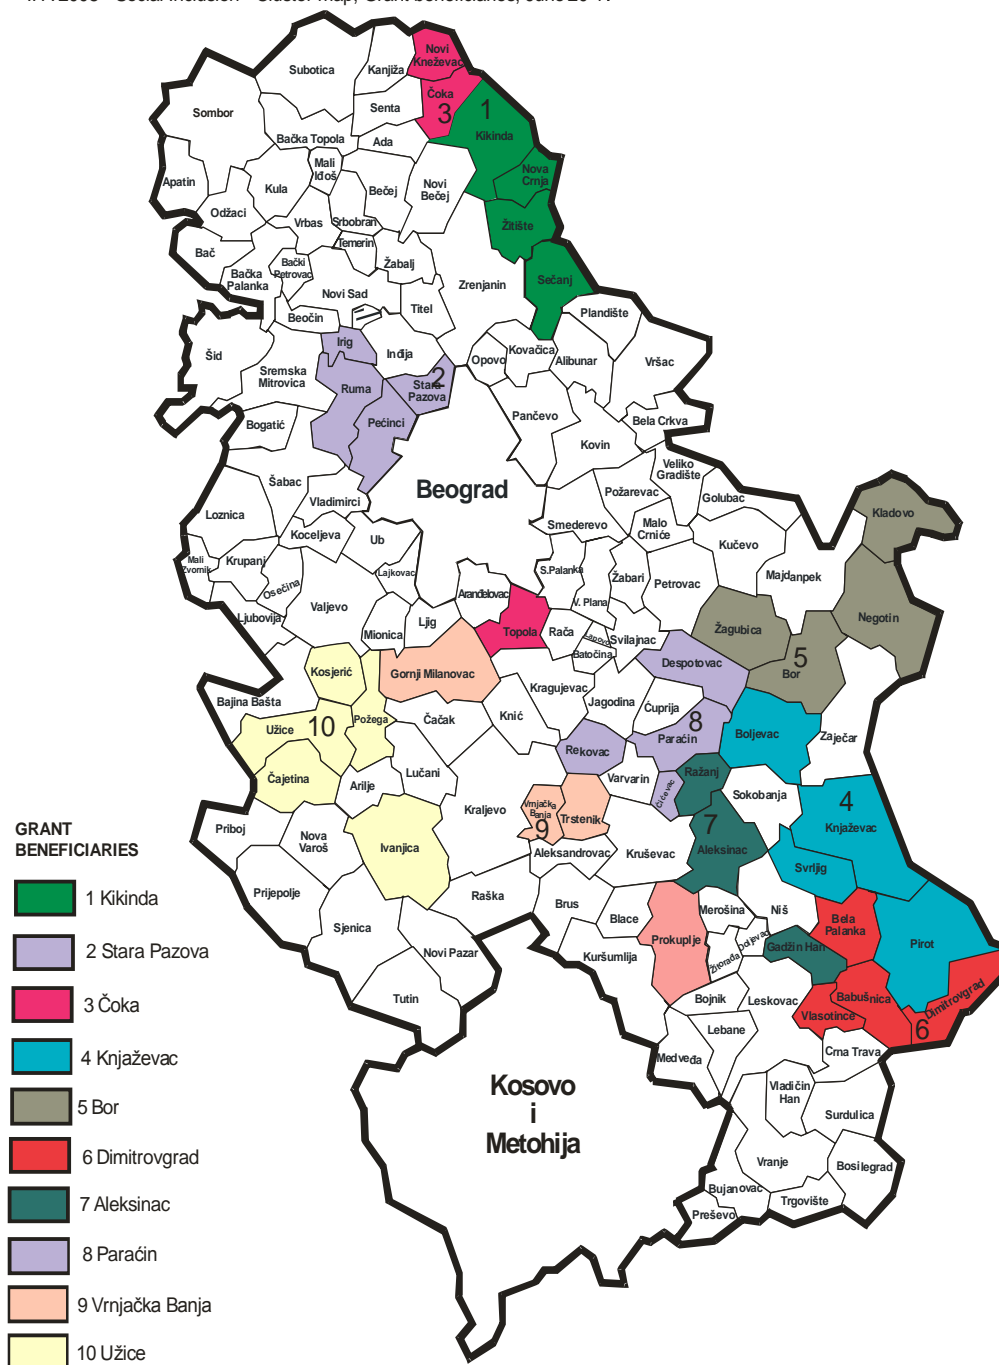 Novi
Kneževac
Subotica
Kanjiža
Čoka
3
1
Senta
Sombor
Kikinda
Bačka Topola
Ada
Mali
Iđoš
Nova
Crnja
Apatin
Kula
Bečej
Novi
Bečej
Odžaci
Vrbas
Srbobran
Žitište
Temerin
Bač
Bački
Petrovac
Žabalj
Bačka
Palanka
Sečanj
Zrenjanin
Novi Sad
Titel
Plandište
Beočin
Irig
Inđija
Kovačica
Šid
Opovo
Alibunar
Vršac
Sremska
Mitrovica
2
Ruma
Stara
Pazova
Pančevo
Bela Crkva
Bogatić
Pećinci
Kovin
Veliko
Gradište
Šabac
Beograd
Požarevac
Golubac
Vladimirci
Kladovo
Loznica
Smederevo
Malo
Crniće
Koceljeva
Ub
Kučevo
Mali
Zvornik
Krupanj
S.Palanka
Lajkovac
Žabari
Petrovac
Majdanpek
Osečina
Aranđelovac
V. Plana
Valjevo
Ljubovija
Ljig
Negotin
Mionica
Topola
Rača
Lapovo
Svilajnac
Žagubica
Batočina
5
Kosjerić
Despotovac
Bor
Gornji Milanovac
Kragujevac
Bajina Bašta
Jagodina
Ćuprija
Knić
Požega
Čačak
8
Užice
10
Boljevac
Zaječar
Paraćin
Rekovac
Lučani
Čajetina
Ražanj
Arilje
Varvarin
Ćićevac
Sokobanja
4
Vrnjačka
Banja
Kraljevo
Trstenik
Knjaževac
GRANT
BENEFICIARIES
Priboj
Nova
Varoš
9
7
Ivanjica
Aleksandrovac
Kruševac
Aleksinac
Svrljig
Prijepolje
Raška
1 Kikinda
Brus
Merošina
Niš
Blace
Bela
Palanka
Sjenica
Prokuplje
Doljevac
Pirot
2 Stara Pazova
Novi Pazar
Kuršumlija
Žitorađa
Gadžin Han
Dimitrovgrad
Tutin
Bojnik
Leskovac
Babušnica
3 Čoka
Vlasotince
6
Lebane
4 Knjaževac
Medveđa
Crna Trava
Kosovo
i
Metohija
Vladičin
Han
5 Bor
Surdulica
6 Dimitrovgrad
Vranje
Bosilegrad
7 Aleksinac
Bujanovac
Trgovište
Preševo
8 Paraćin
9 Vrnjačka Banja
10 Užice